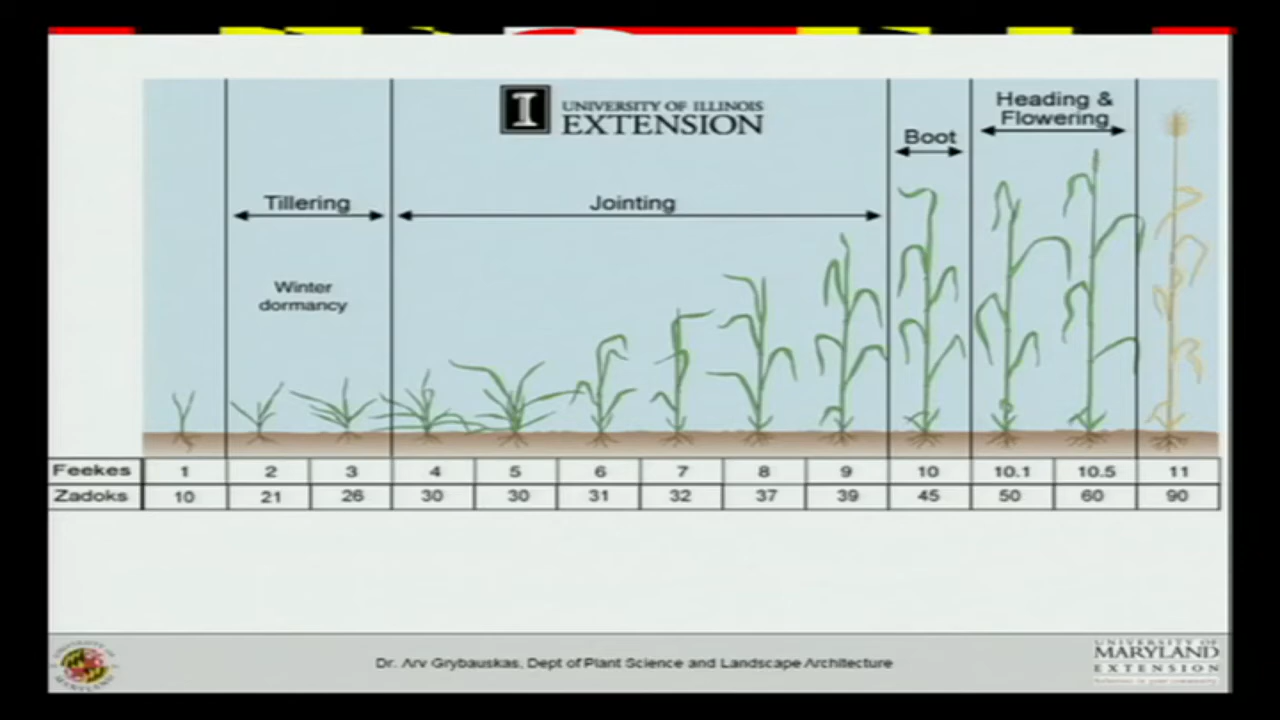 I
UNIVERSITY OF ILLINOIS
EXTENSION
Heading &
Flowering
Boot
Tillering
Jointing
Winter
dormancy
Feekes 1 2 3 4 5 6 7 8 9 10 10.1 10.5 11
Zadoks 10 21 26 30 30 31 32 37 39 45 50 60 90
Dr. Arv Grybauskas, Dept of Plant Science and Landscape Architecture
UNIVERSITY OF
MARYLAND
EXTENSION